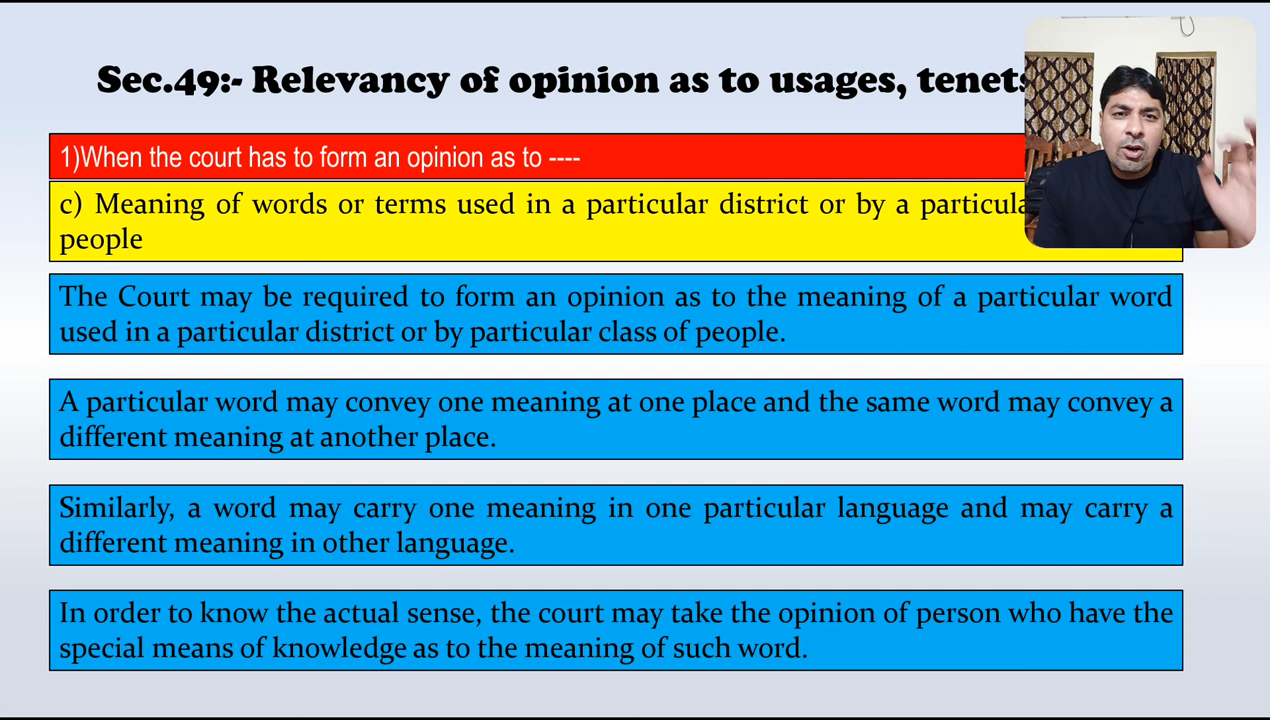 Sec.49:- Relevancy of opinion as to usages, tenets
1)When the court has to form an opinion as to ----
c) Meaning of words or terms used in a particular district or by a
people
The Court may be required to form an opinion as to the meaning of a particular word
used in a particular district or by particular class of people.
A particular word may convey one meaning at one place and the same word may convey a
different meaning at another place.
Similarly, a word may carry one meaning in one particular language and may carry a
different meaning in other language.
In order to know the actual sense, the court may take the opinion of person who have the
special means of knowledge as to the meaning of such word.